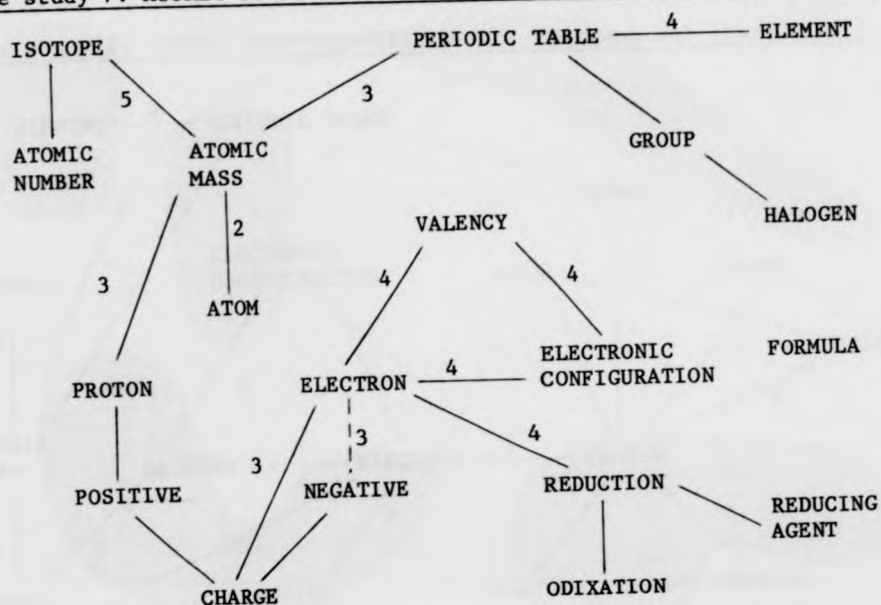 ISOTOPE
PERIODIC TABLE
4
ELEMENT
5
3
ATOMIC
NUMBER
ATOMIC
MASS
GROUP
2
VALENCY
HALOGEN
3
4
4
ATOM
PROTON
ELECTRON
4
ELECTRONIC
CONFIGURATION
FORMULA
3
3
4
POSITIVE
NEGATIVE
REDUCTION
REDUCING
AGENT
CHARGE
ODIXATION